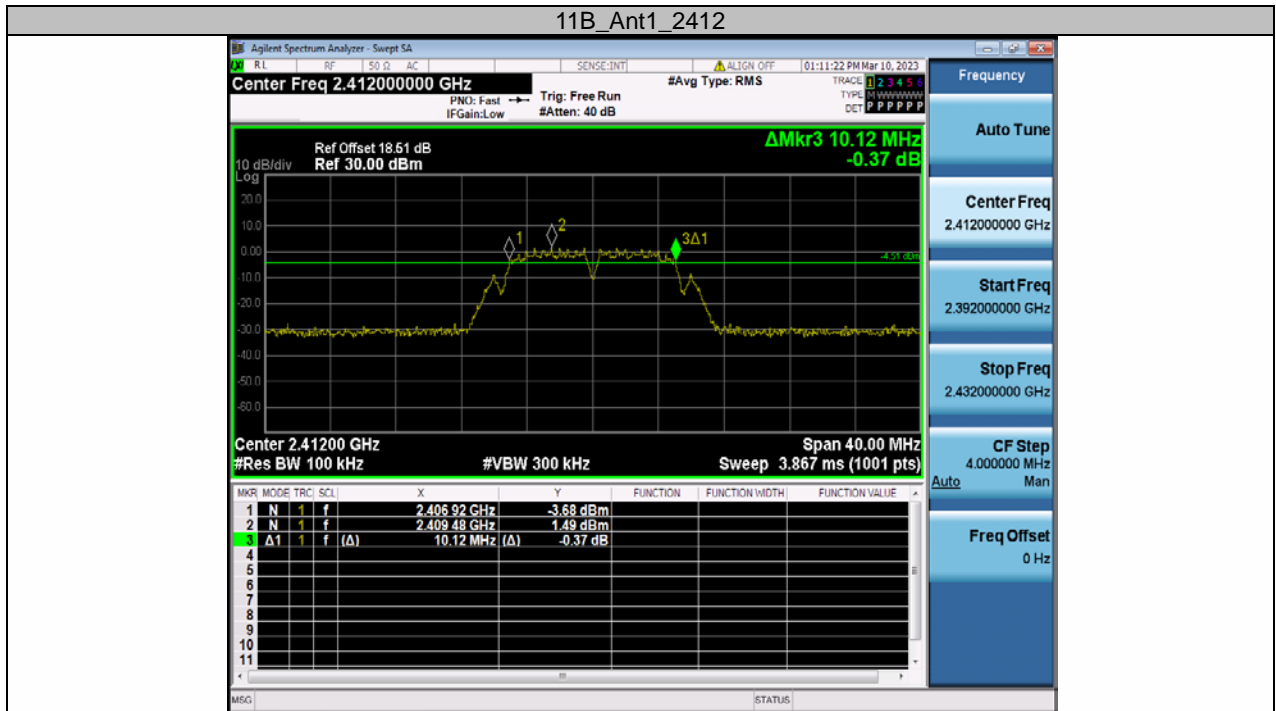 11B_Ant1_2412
Agilent Spectrum Analyzer - Swept SA
RL RF 50 Ω AC SENSE:INT ALIGN OFF 01:11:22 PM Mar 10, 2023
Center Freq 2.412000000 GHz
PNO: Fast
IFGain:Low
Trig: Free Run
#Atten: 40 dB
#Avg Type: RMS
TRACE 1 2 3 4 5 6
TYPE M WWWWW
DET P P P P P P
Frequency
Auto Tune
Center Freq
2.412000000 GHz
Start Freq
2.392000000 GHz
Stop Freq
2.432000000 GHz
CF Step
4.000000 MHz
Auto Man
Freq Offset
0 Hz
ΔMkr3 10.12 MHz
-0.37 dB
Ref Offset 18.51 dB
10 dB/div Ref 30.00 dBm
Log
20.0
10.0
0.00
-10.0
-20.0
-30.0
-40.0
-50.0
-60.0
1
2
3Δ1
-4.51 dBm
Center 2.41200 GHz Span 40.00 MHz
#Res BW 100 kHz #VBW 300 kHz Sweep 3.867 ms (1001 pts)
MKR MODE TRC SCL X Y FUNCTION FUNCTION WIDTH FUNCTION VALUE
1 N 1 f 2.406 92 GHz -3.68 dBm
2 N 1 f 2.409 48 GHz 1.49 dBm
3 Δ1 1 f (Δ) 10.12 MHz (Δ) -0.37 dB
4
5
6
7
8
9
10
11
MSG STATUS